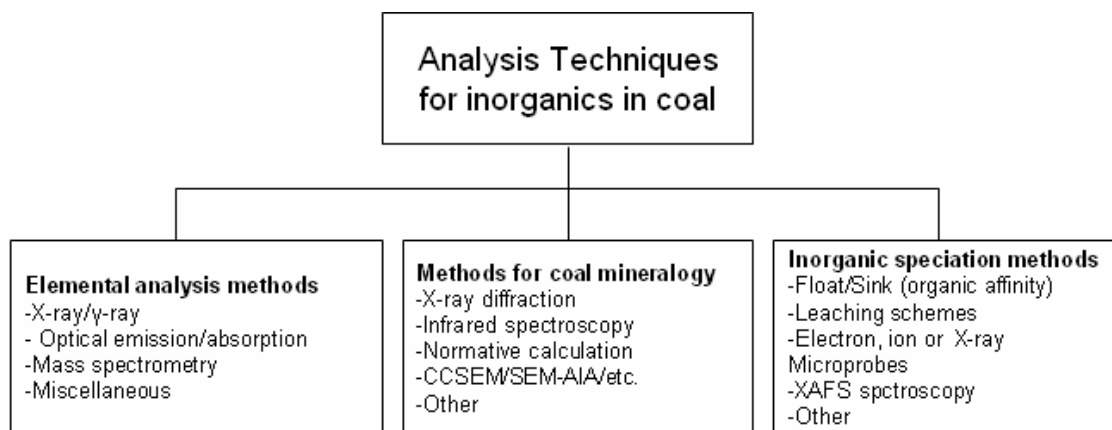 Analysis Techniques
for inorganics in coal
Elemental analysis methods
-X-ray/γ-ray
- Optical emission/absorption
-Mass spectrometry
-Miscellaneous
Methods for coal mineralogy
-X-ray diffraction
-Infrared spectroscopy
-Normative calculation
-CCSEM/SEM-AIA/etc.
-Other
Inorganic speciation methods
-Float/Sink (organic affinity)
-Leaching schemes
-Electron, ion or X-ray
Microprobes
-XAFS spctroscopy
-Other